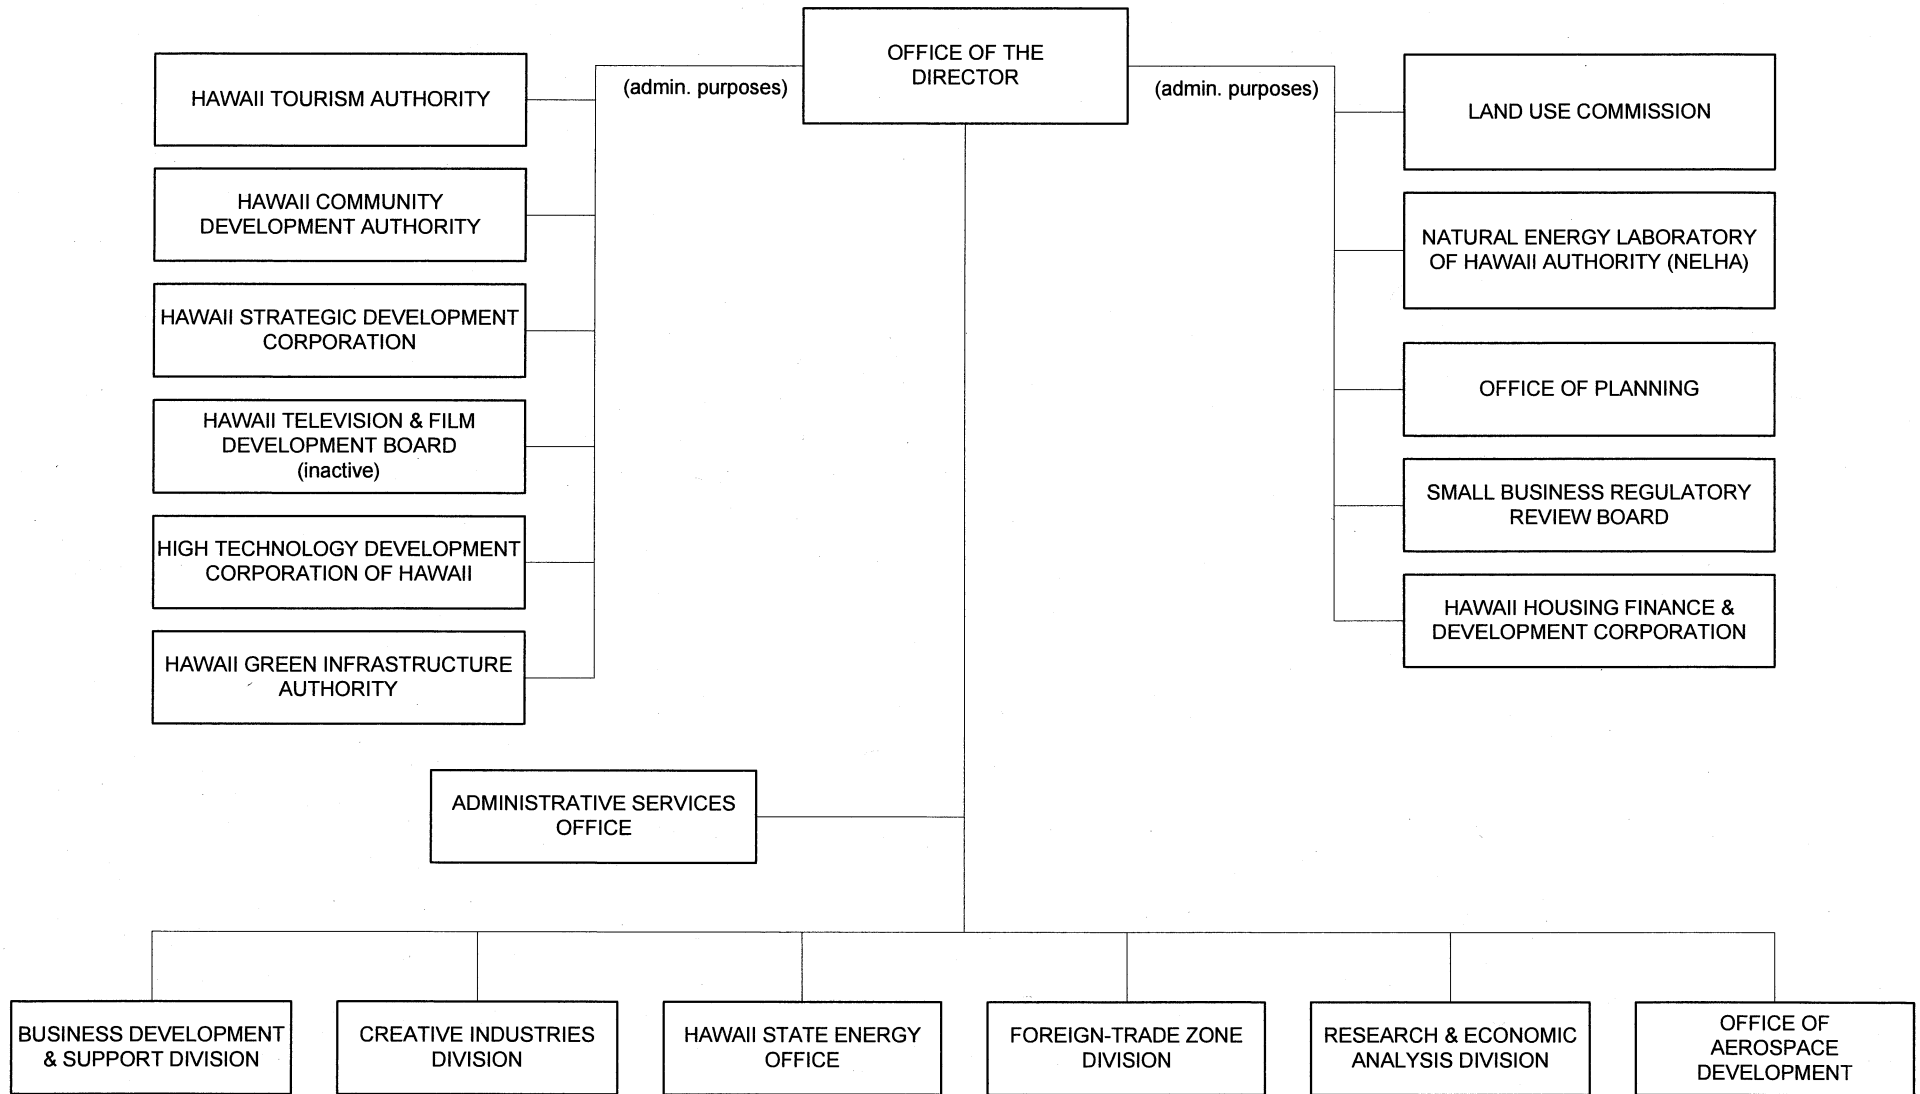 OFFICE OF THE
DIRECTOR
(admin. purposes)
(admin. purposes)
HAWAII TOURISM AUTHORITY
HAWAII COMMUNITY
DEVELOPMENT AUTHORITY
HAWAII STRATEGIC DEVELOPMENT
CORPORATION
HAWAII TELEVISION & FILM
DEVELOPMENT BOARD
(inactive)
HIGH TECHNOLOGY DEVELOPMENT
CORPORATION OF HAWAII
HAWAII GREEN INFRASTRUCTURE
AUTHORITY
LAND USE COMMISSION
NATURAL ENERGY LABORATORY
OF HAWAII AUTHORITY (NELHA)
OFFICE OF PLANNING
SMALL BUSINESS REGULATORY
REVIEW BOARD
HAWAII HOUSING FINANCE &
DEVELOPMENT CORPORATION
ADMINISTRATIVE SERVICES
OFFICE
BUSINESS DEVELOPMENT
& SUPPORT DIVISION
CREATIVE INDUSTRIES
DIVISION
HAWAII STATE ENERGY
OFFICE
FOREIGN-TRADE ZONE
DIVISION
RESEARCH & ECONOMIC
ANALYSIS DIVISION
OFFICE OF
AEROSPACE
DEVELOPMENT